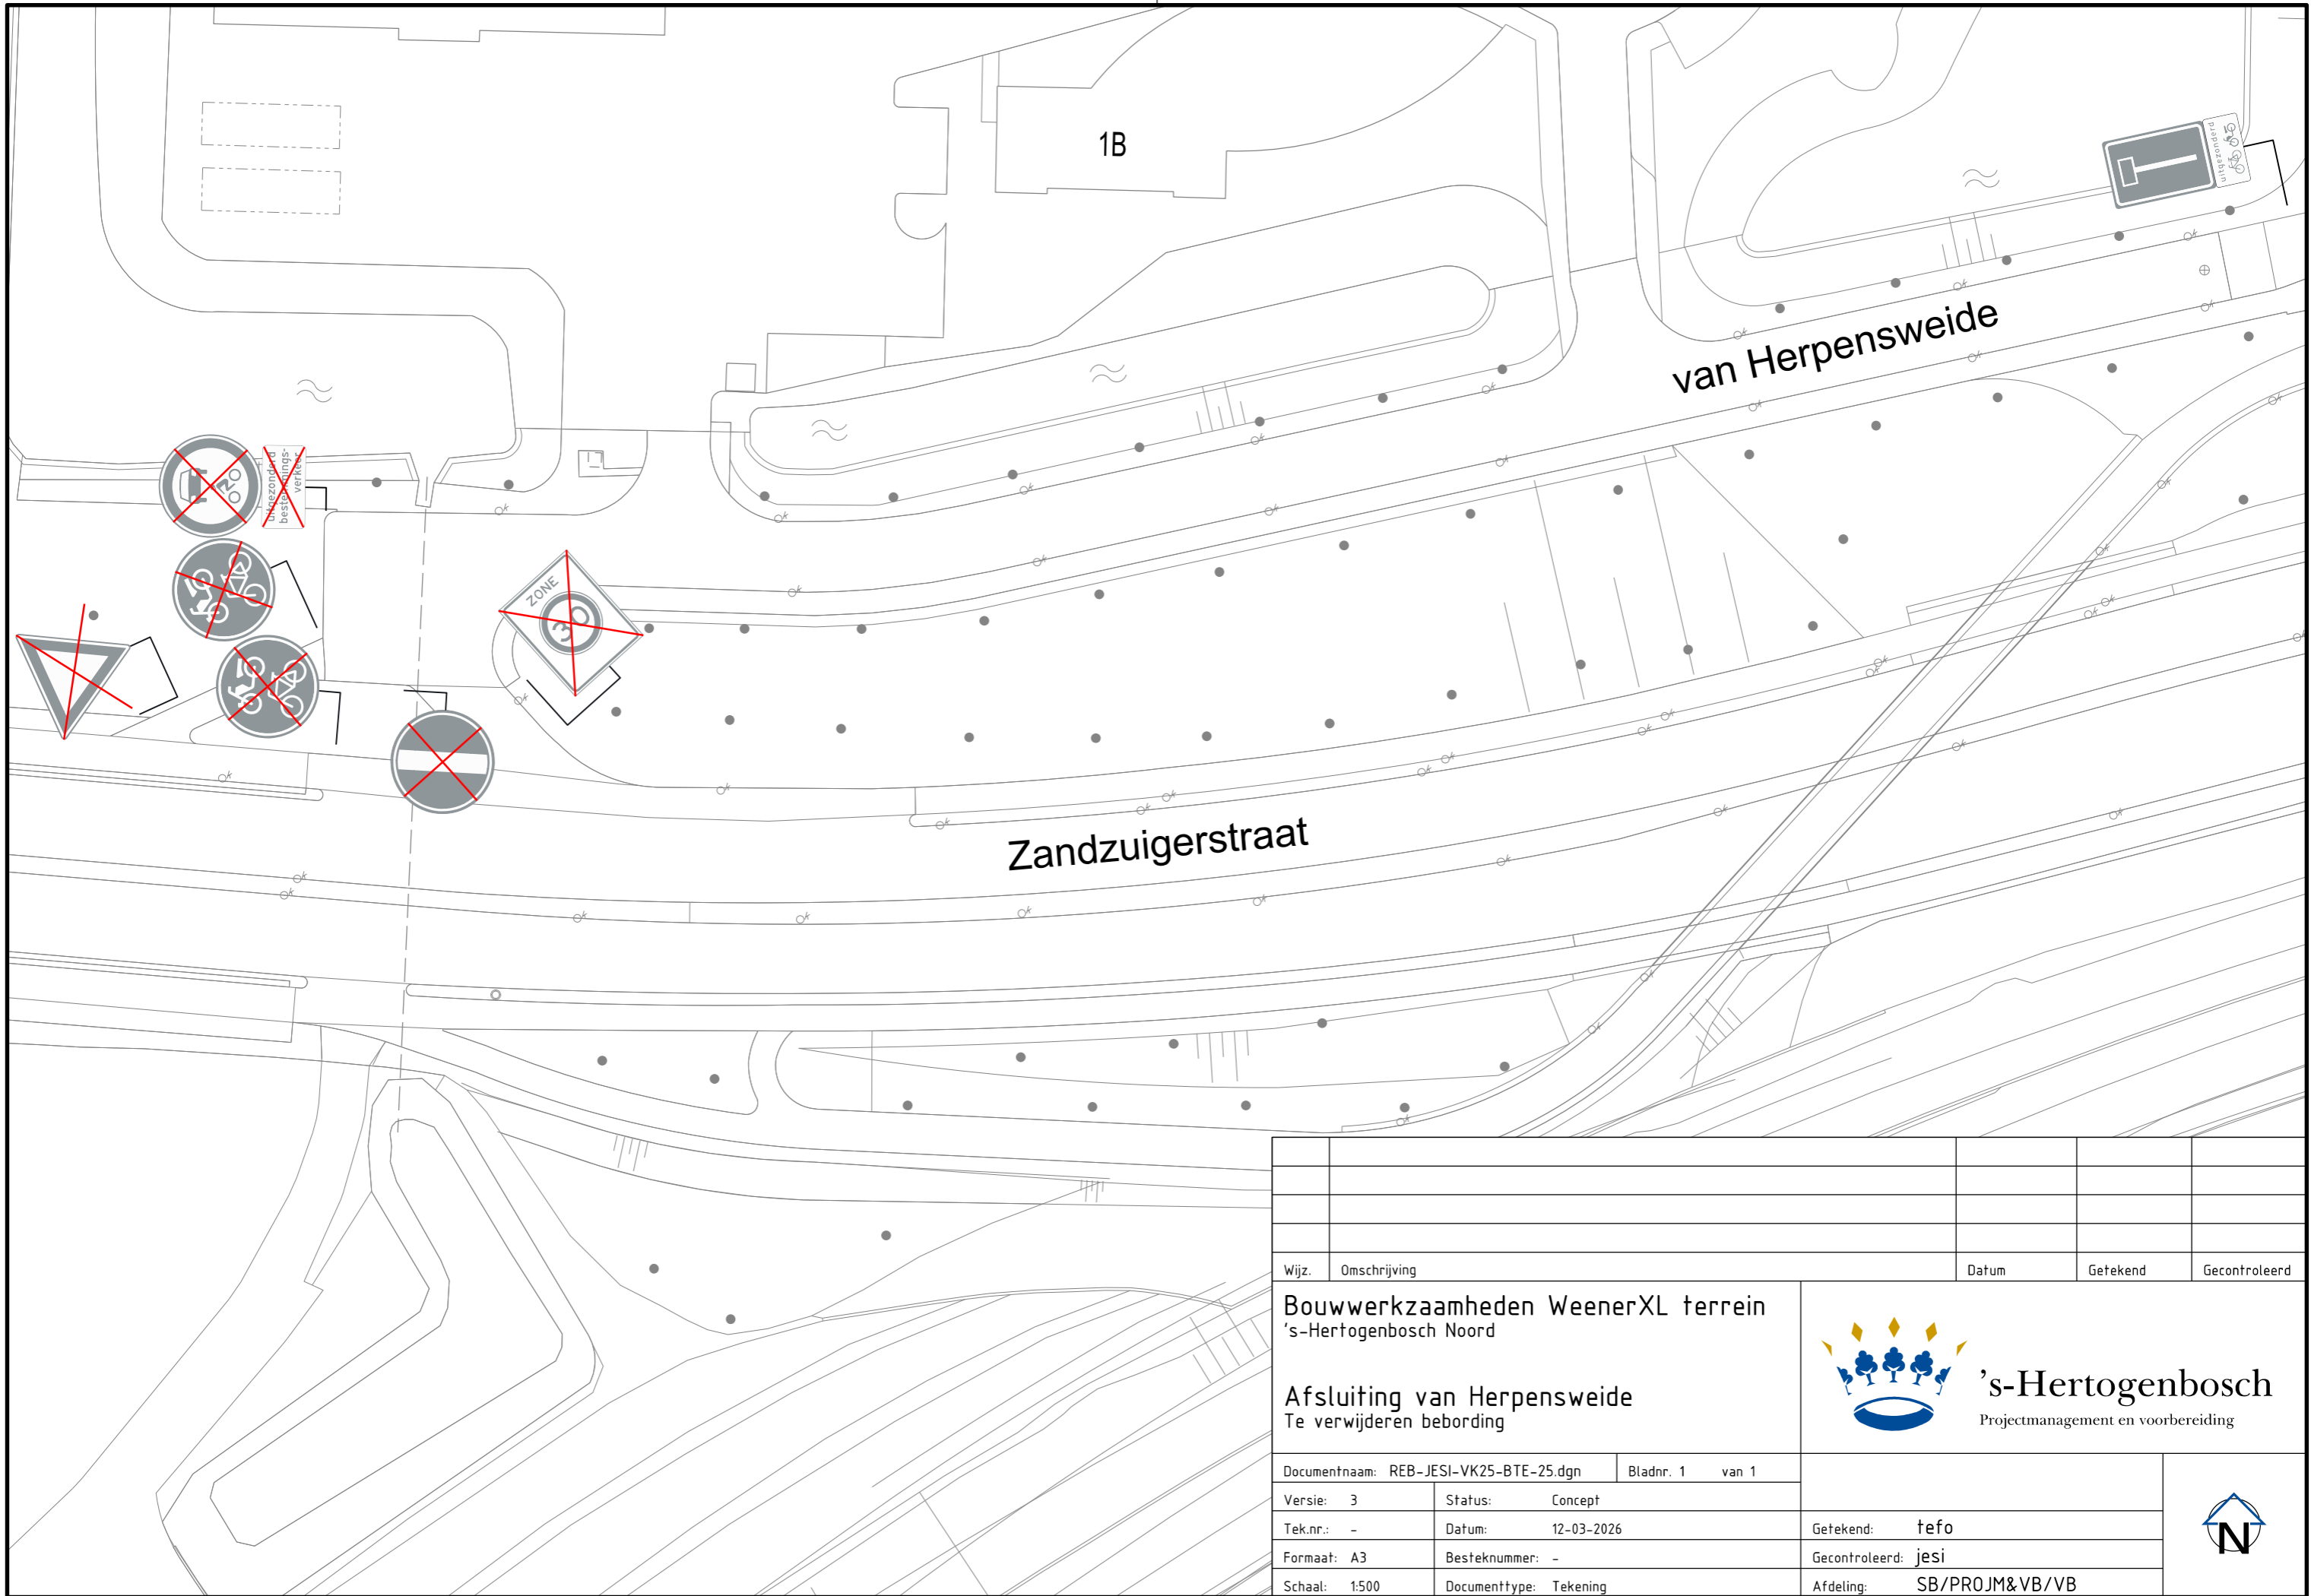 1B
uitgezonderd
van Herpensweide
uitgezonderd
bestemmings-
verkeer
ZONE
30
Zandzuigerstraat
Wijz. Omschrijving Datum Getekend Gecontroleerd
Bouwwerkzaamheden WeenerXL terrein
's-Hertogenbosch Noord
Afsluiting van Herpensweide
Te verwijderen bebording
's-Hertogenbosch
Projectmanagement en voorbereiding
Documentnaam: REB-JESI-VK25-BTE-25.dgn Bladnr. 1 van 1
Versie: 3 Status: Concept
Tek.nr.: - Datum: 12-03-2026 Getekend: tefo
Formaat: A3 Besteknummer: - Gecontroleerd: jesi
Schaal: 1:500 Documenttype: Tekening Afdeling: SB/PROJM&VB/VB
N